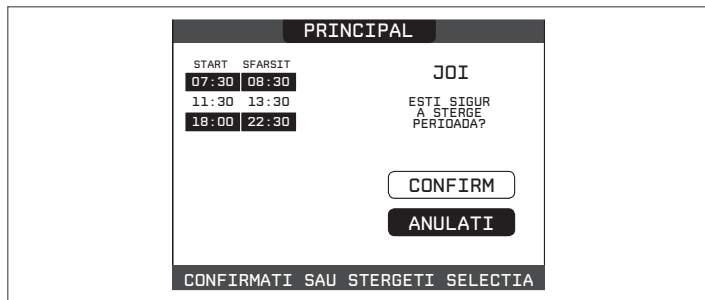 PRINCIPAL
START SFARSIT
07:30 08:30
11:30 13:30
18:00 22:30
JOI
ESTI SIGUR
A STERGE
PERIOADA?
CONFIRM
ANULATI
CONFIRMATI SAU STERGETI SELECTIA